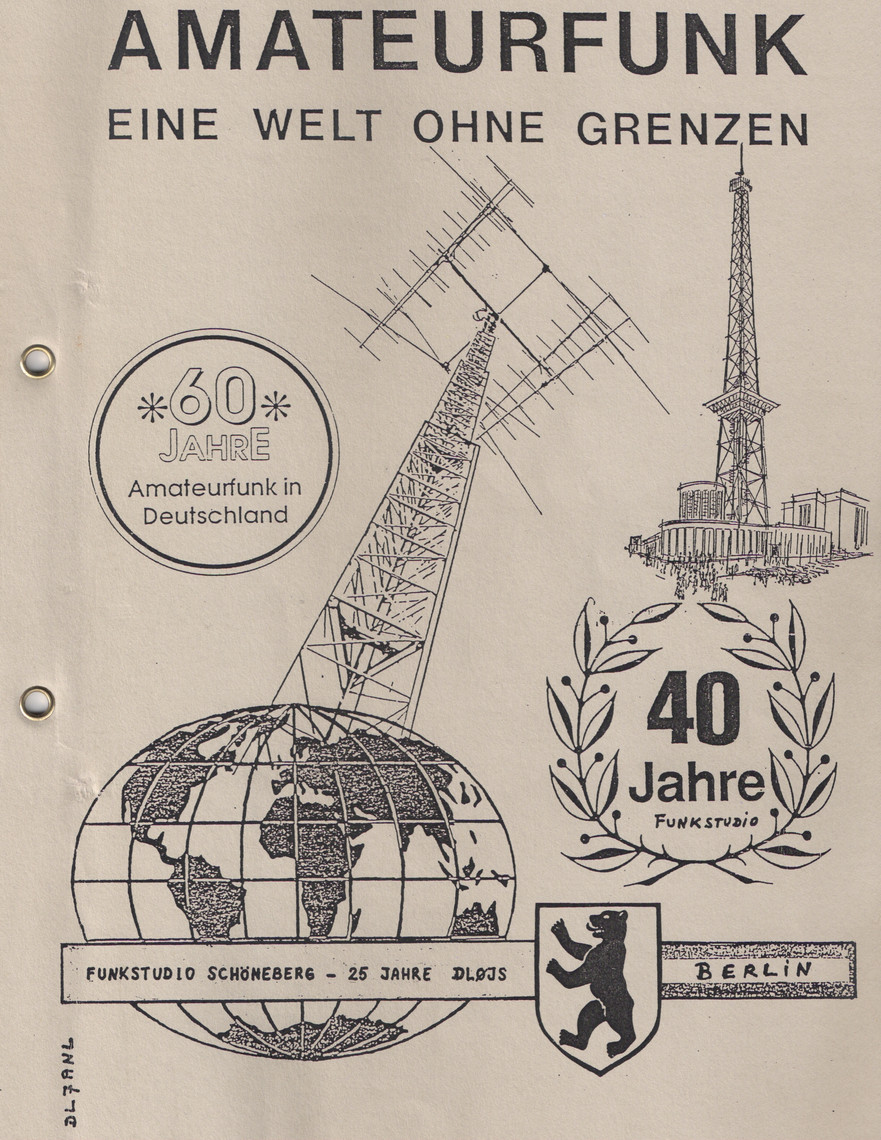 AMATEURFUNK
EINE WELT OHNE GRENZEN
*60*
JAHRE
Amateurfunk in
Deutschland
40
Jahre
FUNKSTUDIO
FUNKSTUDIO SCHÖNEBERG – 25 JAHRE DLØJS
BERLiN
DL7ANL